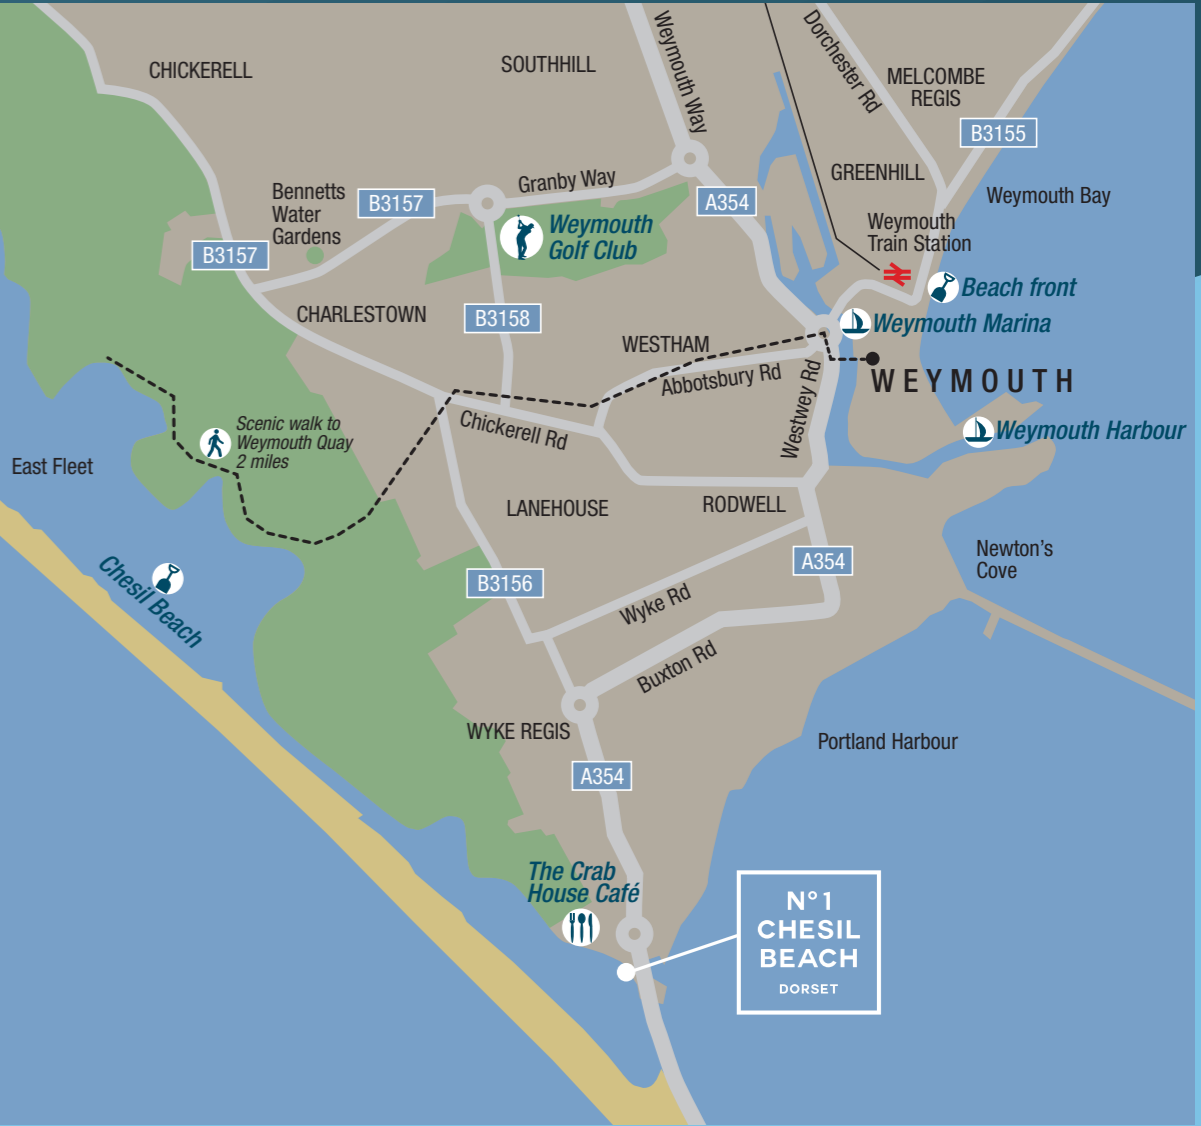 CHICKERELL
SOUTHHILL
Weymouth Way
Dorchester Rd
MELCOMBE
REGIS
B3155
GREENHILL
Weymouth Bay
Bennetts
Water
Gardens
B3157
Granby Way
A354
Weymouth
Golf Club
Weymouth
Train Station
B3157
Beach front
CHARLESTOWN
B3158
Weymouth Marina
WESTHAM
Abbotsbury Rd
Westwey Rd
WEYMOUTH
Chickerell Rd
Scenic walk to
Weymouth Quay
2 miles
Weymouth Harbour
East Fleet
LANEHOUSE
RODWELL
Newton's
Cove
A354
Chesil Beach
B3156
Wyke Rd
Buxton Rd
WYKE REGIS
Portland Harbour
A354
The Crab
House Café
N° 1
CHESIL
BEACH
DORSET